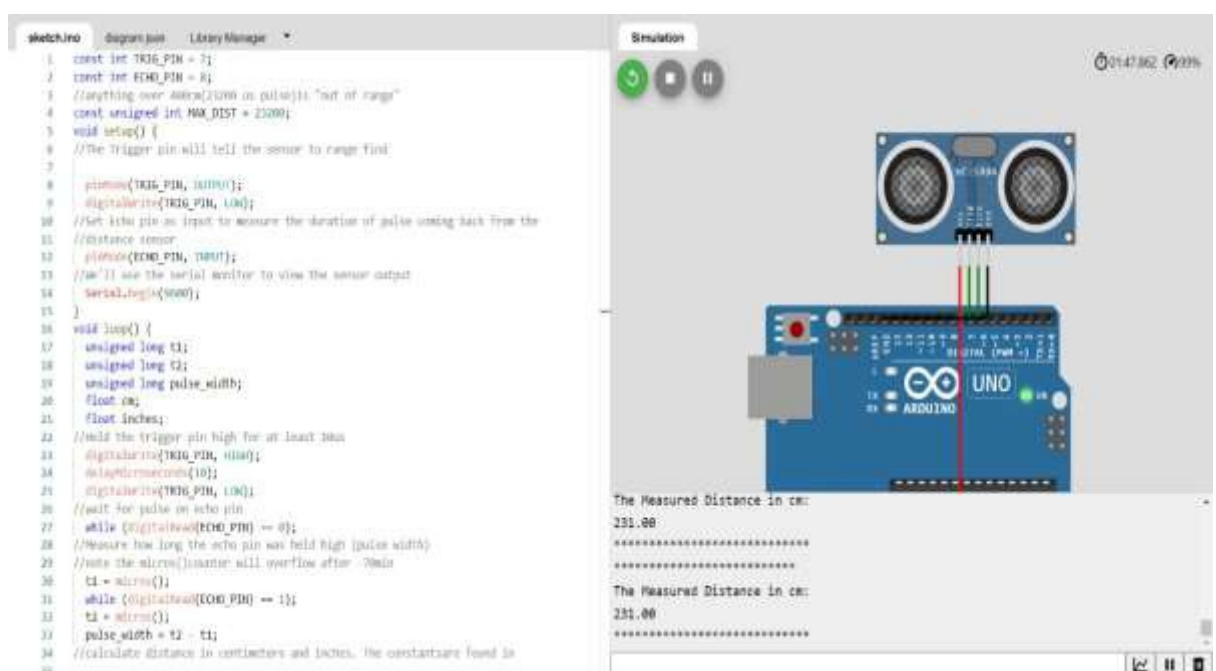 sketch.ino diagram.json Library Manager
1 const int TRIG_PIN = 7;
2 const int ECHO_PIN = 8;
3 //anything over 400cm(23200 us pulse)is "out of range"
4 const unsigned int MAX_DIST = 23200;
5 void setup() {
6 //The Trigger pin will tell the sensor to range find
7
8 pinMode(TRIG_PIN, OUTPUT);
9 digitalWrite(TRIG_PIN, LOW);
10 //Set Echo pin as input to measure the duration of pulse coming back from the
11 //distance sensor
12 pinMode(ECHO_PIN, INPUT);
13 //We'll use the serial monitor to view the sensor output
14 Serial.begin(9600);
15 }
16 void loop() {
17 unsigned long t1;
18 unsigned long t2;
19 unsigned long pulse_width;
20 float cm;
21 float inches;
22 //Hold the trigger pin high for at least 10us
23 digitalWrite(TRIG_PIN, HIGH);
24 delayMicroseconds(10);
25 digitalWrite(TRIG_PIN, LOW);
26 //wait for pulse on echo pin
27 while (digitalRead(ECHO_PIN) == 0);
28 //Measure how long the echo pin was held high (pulse width)
29 //note the micros()counter will overflow after ~70min
30 t1 = micros();
31 while (digitalRead(ECHO_PIN) == 1);
32 t2 = micros();
33 pulse_width = t2 - t1;
34 //calculate distance in centimeters and inches. The constantsare found in
Simulation
01:47.862 99%
HC-SR04
DIGITAL (PWM ~)
UNO
ON
L
TX
RX
ARDUINO
The Measured Distance in cm:
231.00
****************************
**************************
The Measured Distance in cm:
231.00
****************************